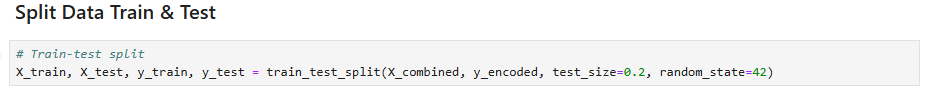 Split Data Train & Test
# Train-test split
X_train, X_test, y_train, y_test = train_test_split(X_combined, y_encoded, test_size=0.2, random_state=42)